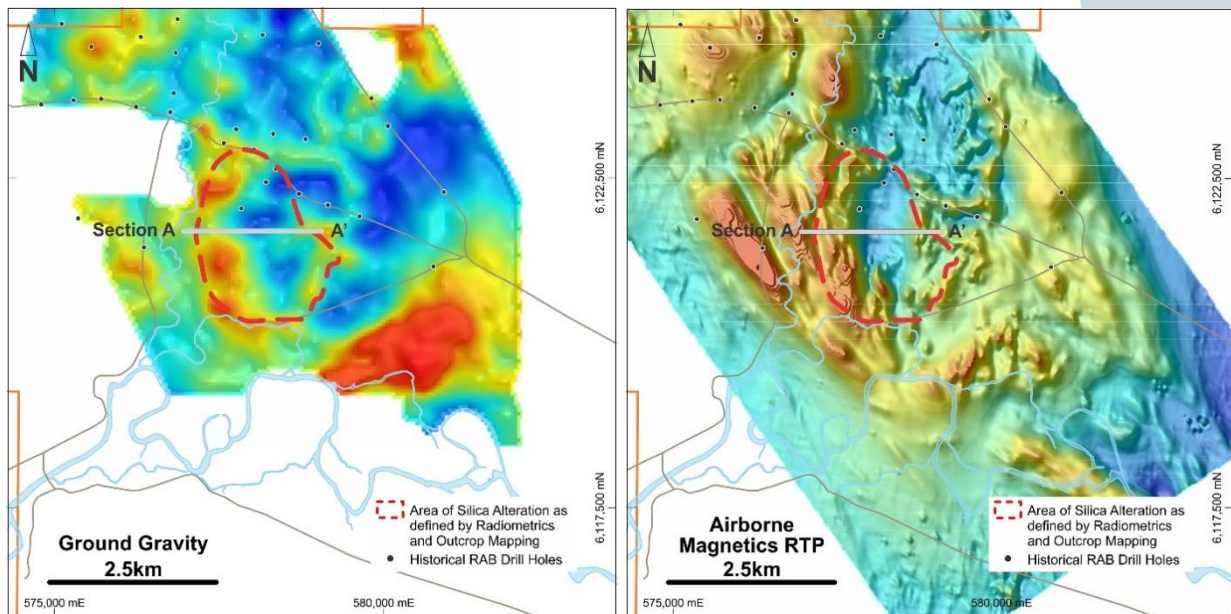 N
6,122,500 mN
Section A
A'
6,117,500 mN
Area of Silica Alteration as
defined by Radiometrics
and Outcrop Mapping
Historical RAB Drill Holes
Ground Gravity
2.5km
575,000 mE
580,000 mE
N
6,122,500 mN
Section A
A'
6,117,500 mN
Area of Silica Alteration as
defined by Radiometrics
and Outcrop Mapping
Historical RAB Drill Holes
Airborne
Magnetics RTP
2.5km
575,000 mE
580,000 mE